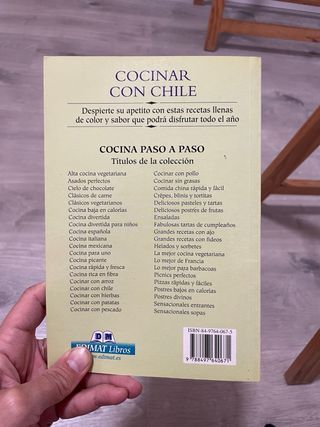 COCINAR
CON CHILE
Despierte su apetito con estas recetas llenas
de color y sabor que podrá disfrutar todo el año
COCINA PASO A PASO
Títulos de la colección
Alta cocina vegetariana
Asados perfectos
Cielo de chocolate
Clásicos de carne
Clásicos vegetarianos
Cocina baja en calorías
Cocina divertida
Cocina divertida para niños
Cocina española
Cocina italiana
Cocina mexicana
Cocina para uno
Cocina picante
Cocina rápida y fresca
Cocina rica en fibra
Cocinar con arroz
Cocinar con chile
Cocinar con hierbas
Cocinar con patatas
Cocinar con pescado
Cocinar con pollo
Cocinar sin grasas
Comida china rápida y fácil
Crêpes, blinis y tortitas
Deliciosos pasteles y tartas
Deliciosos postres de frutas
Ensaladas
Fabulosas tartas de cumpleaños
Grandes recetas con ajo
Grandes recetas con fideos
Helados y sorbetes
La mejor cocina vegetariana
Lo mejor de Francia
Lo mejor para barbacoas
Picnics perfectos
Pizzas rápidas y fáciles
Postres bajos en calorías
Postres divinos
Sensacionales entrantes
Sensacionales sopas
EDIMAT Libros
www.edimat.es
ISBN 84-9764-067-5
9 788497 640671